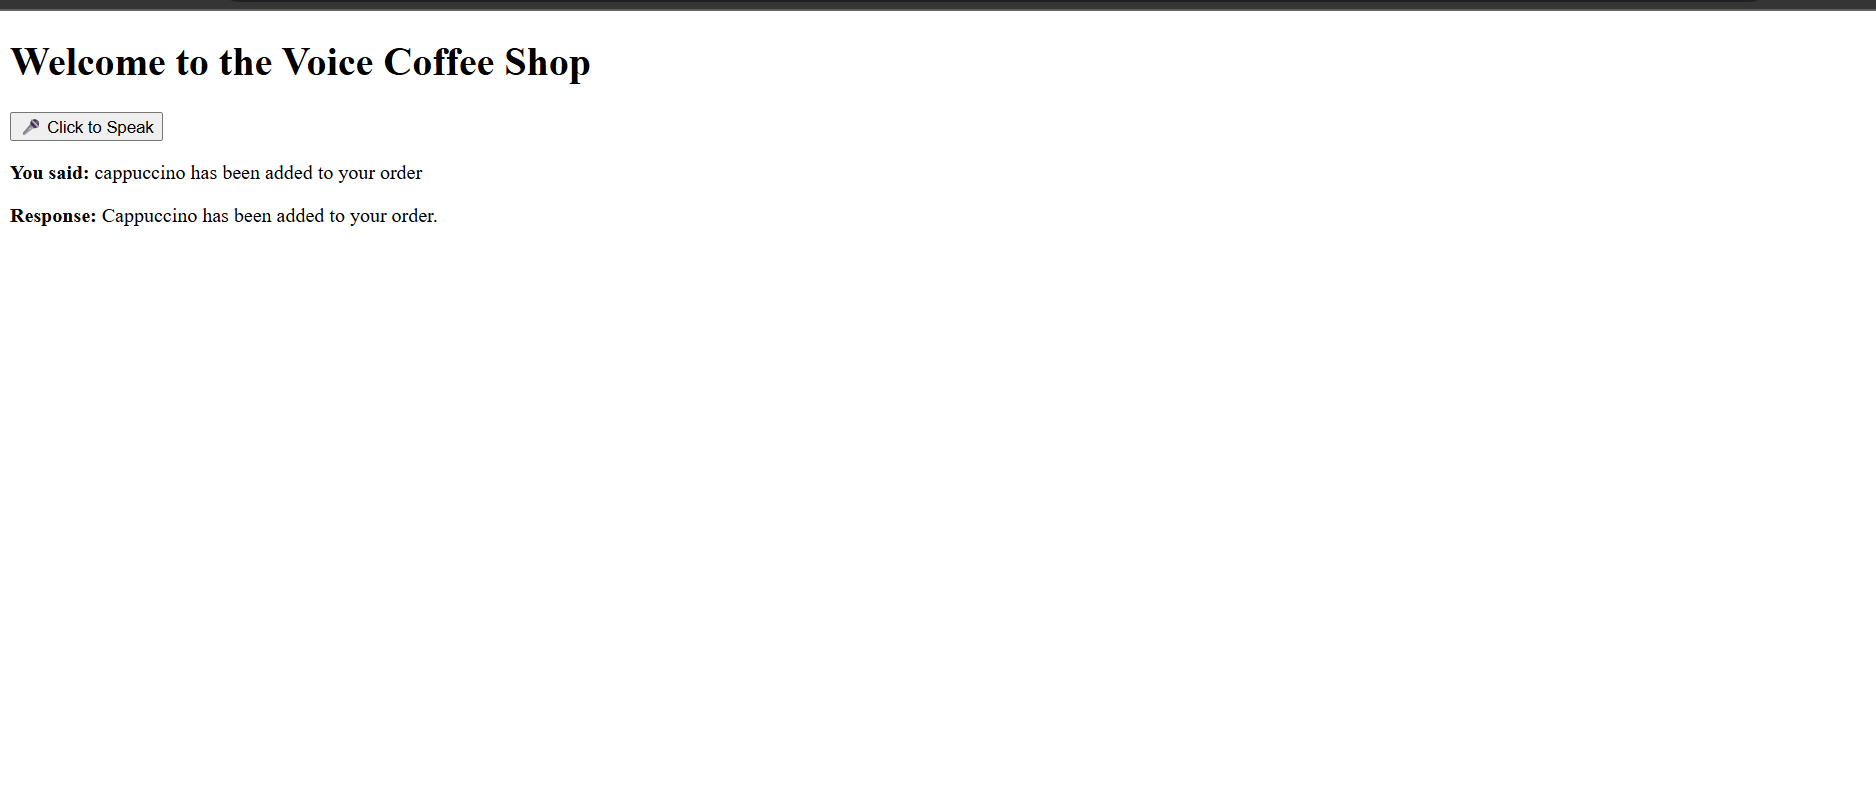 Welcome to the Voice Coffee Shop
🎤 Click to Speak
You said: cappuccino has been added to your order
Response: Cappuccino has been added to your order.